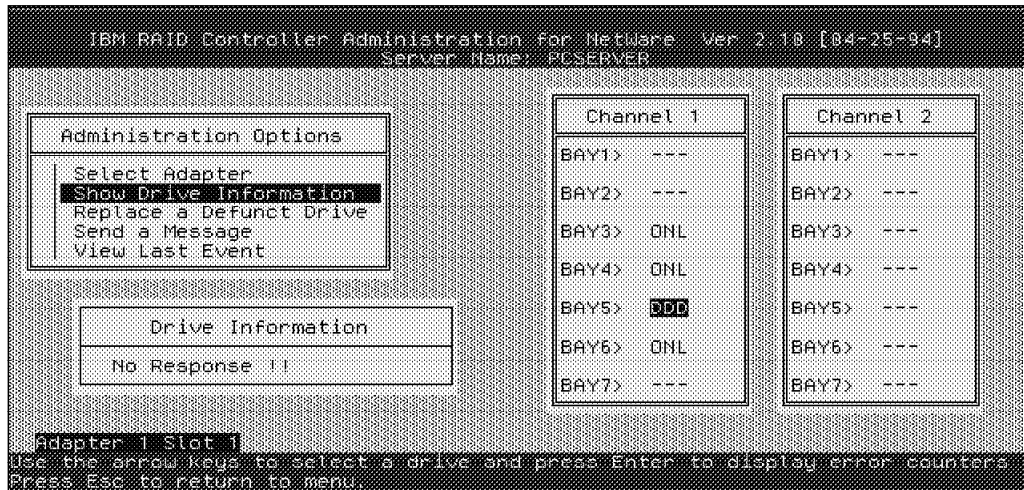 IBM RAID Controller Administration for NetWare Ver 2.10 [04-25-94]
Server Name: PCSERVER
Administration Options
Select Adapter
Show Drive Information
Replace a Defunct Drive
Send a Message
View Last Event
Drive Information
No Response !!
Channel 1
BAY1> ---
BAY2> ---
BAY3> ONL
BAY4> ONL
BAY5> DDD
BAY6> ONL
BAY7> ---
Channel 2
BAY1> ---
BAY2> ---
BAY3> ---
BAY4> ---
BAY5> ---
BAY6> ---
BAY7> ---
Adapter 1 Slot 1
Use the arrow keys to select a drive and press Enter to display error counters
Press Esc to return to menu.